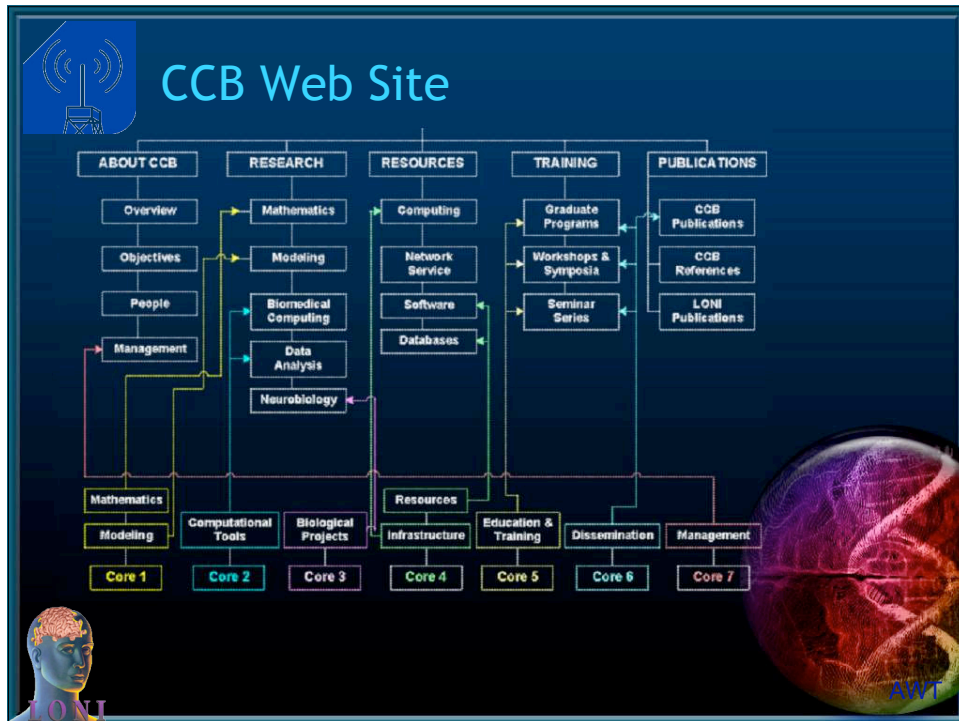 CCB Web Site
ABOUT CCB
RESEARCH
RESOURCES
TRAINING
PUBLICATIONS
Overview
Mathematics
Computing
Graduate
Programs
CCB
Publications
Objectives
Modeling
Network
Service
Workshops &
Symposia
CCB
References
People
Biomedical
Computing
Software
Seminar
Series
LONI
Publications
Management
Data
Analysis
Databases
Neurobiology
Mathematics
Resources
Modeling
Computational
Tools
Biological
Projects
Infrastructure
Education &
Training
Dissemination
Management
Core 1
Core 2
Core 3
Core 4
Core 5
Core 6
Core 7
LONI
AWT